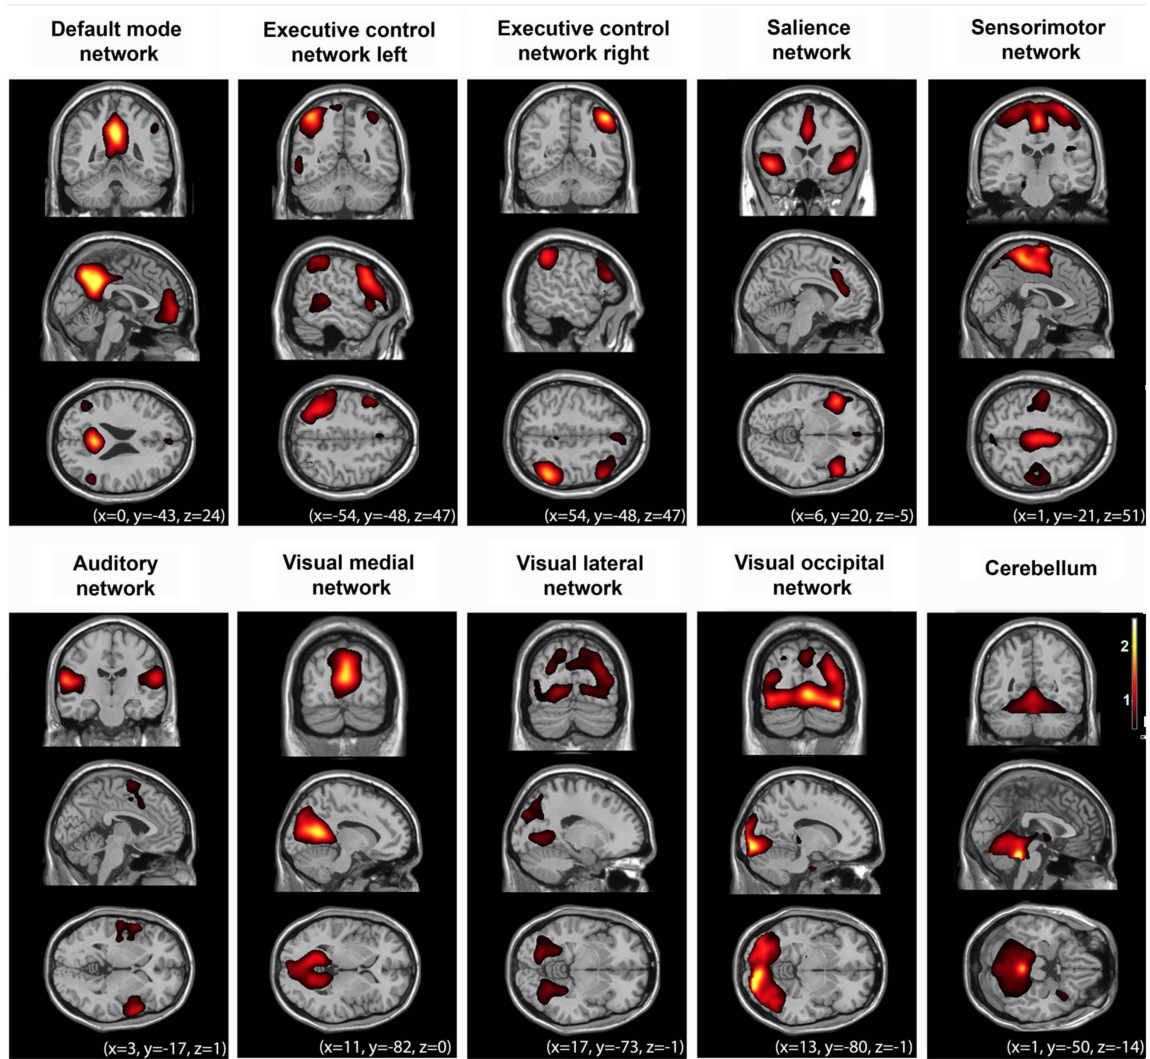 Default mode
network
Executive control
network left
Executive control
network right
Salience
network
Sensorimotor
network
(x=0, y=-43, z=24)
(x=-54, y=-48, z=47)
(x=54, y=-48, z=47)
(x=6, y=20, z=-5)
(x=1, y=-21, z=51)
Auditory
network
Visual medial
network
Visual lateral
network
Visual occipital
network
Cerebellum
2
1
(x=3, y=-17, z=1)
(x=11, y=-82, z=0)
(x=17, y=-73, z=-1)
(x=13, y=-80, z=-1)
(x=1, y=-50, z=-14)